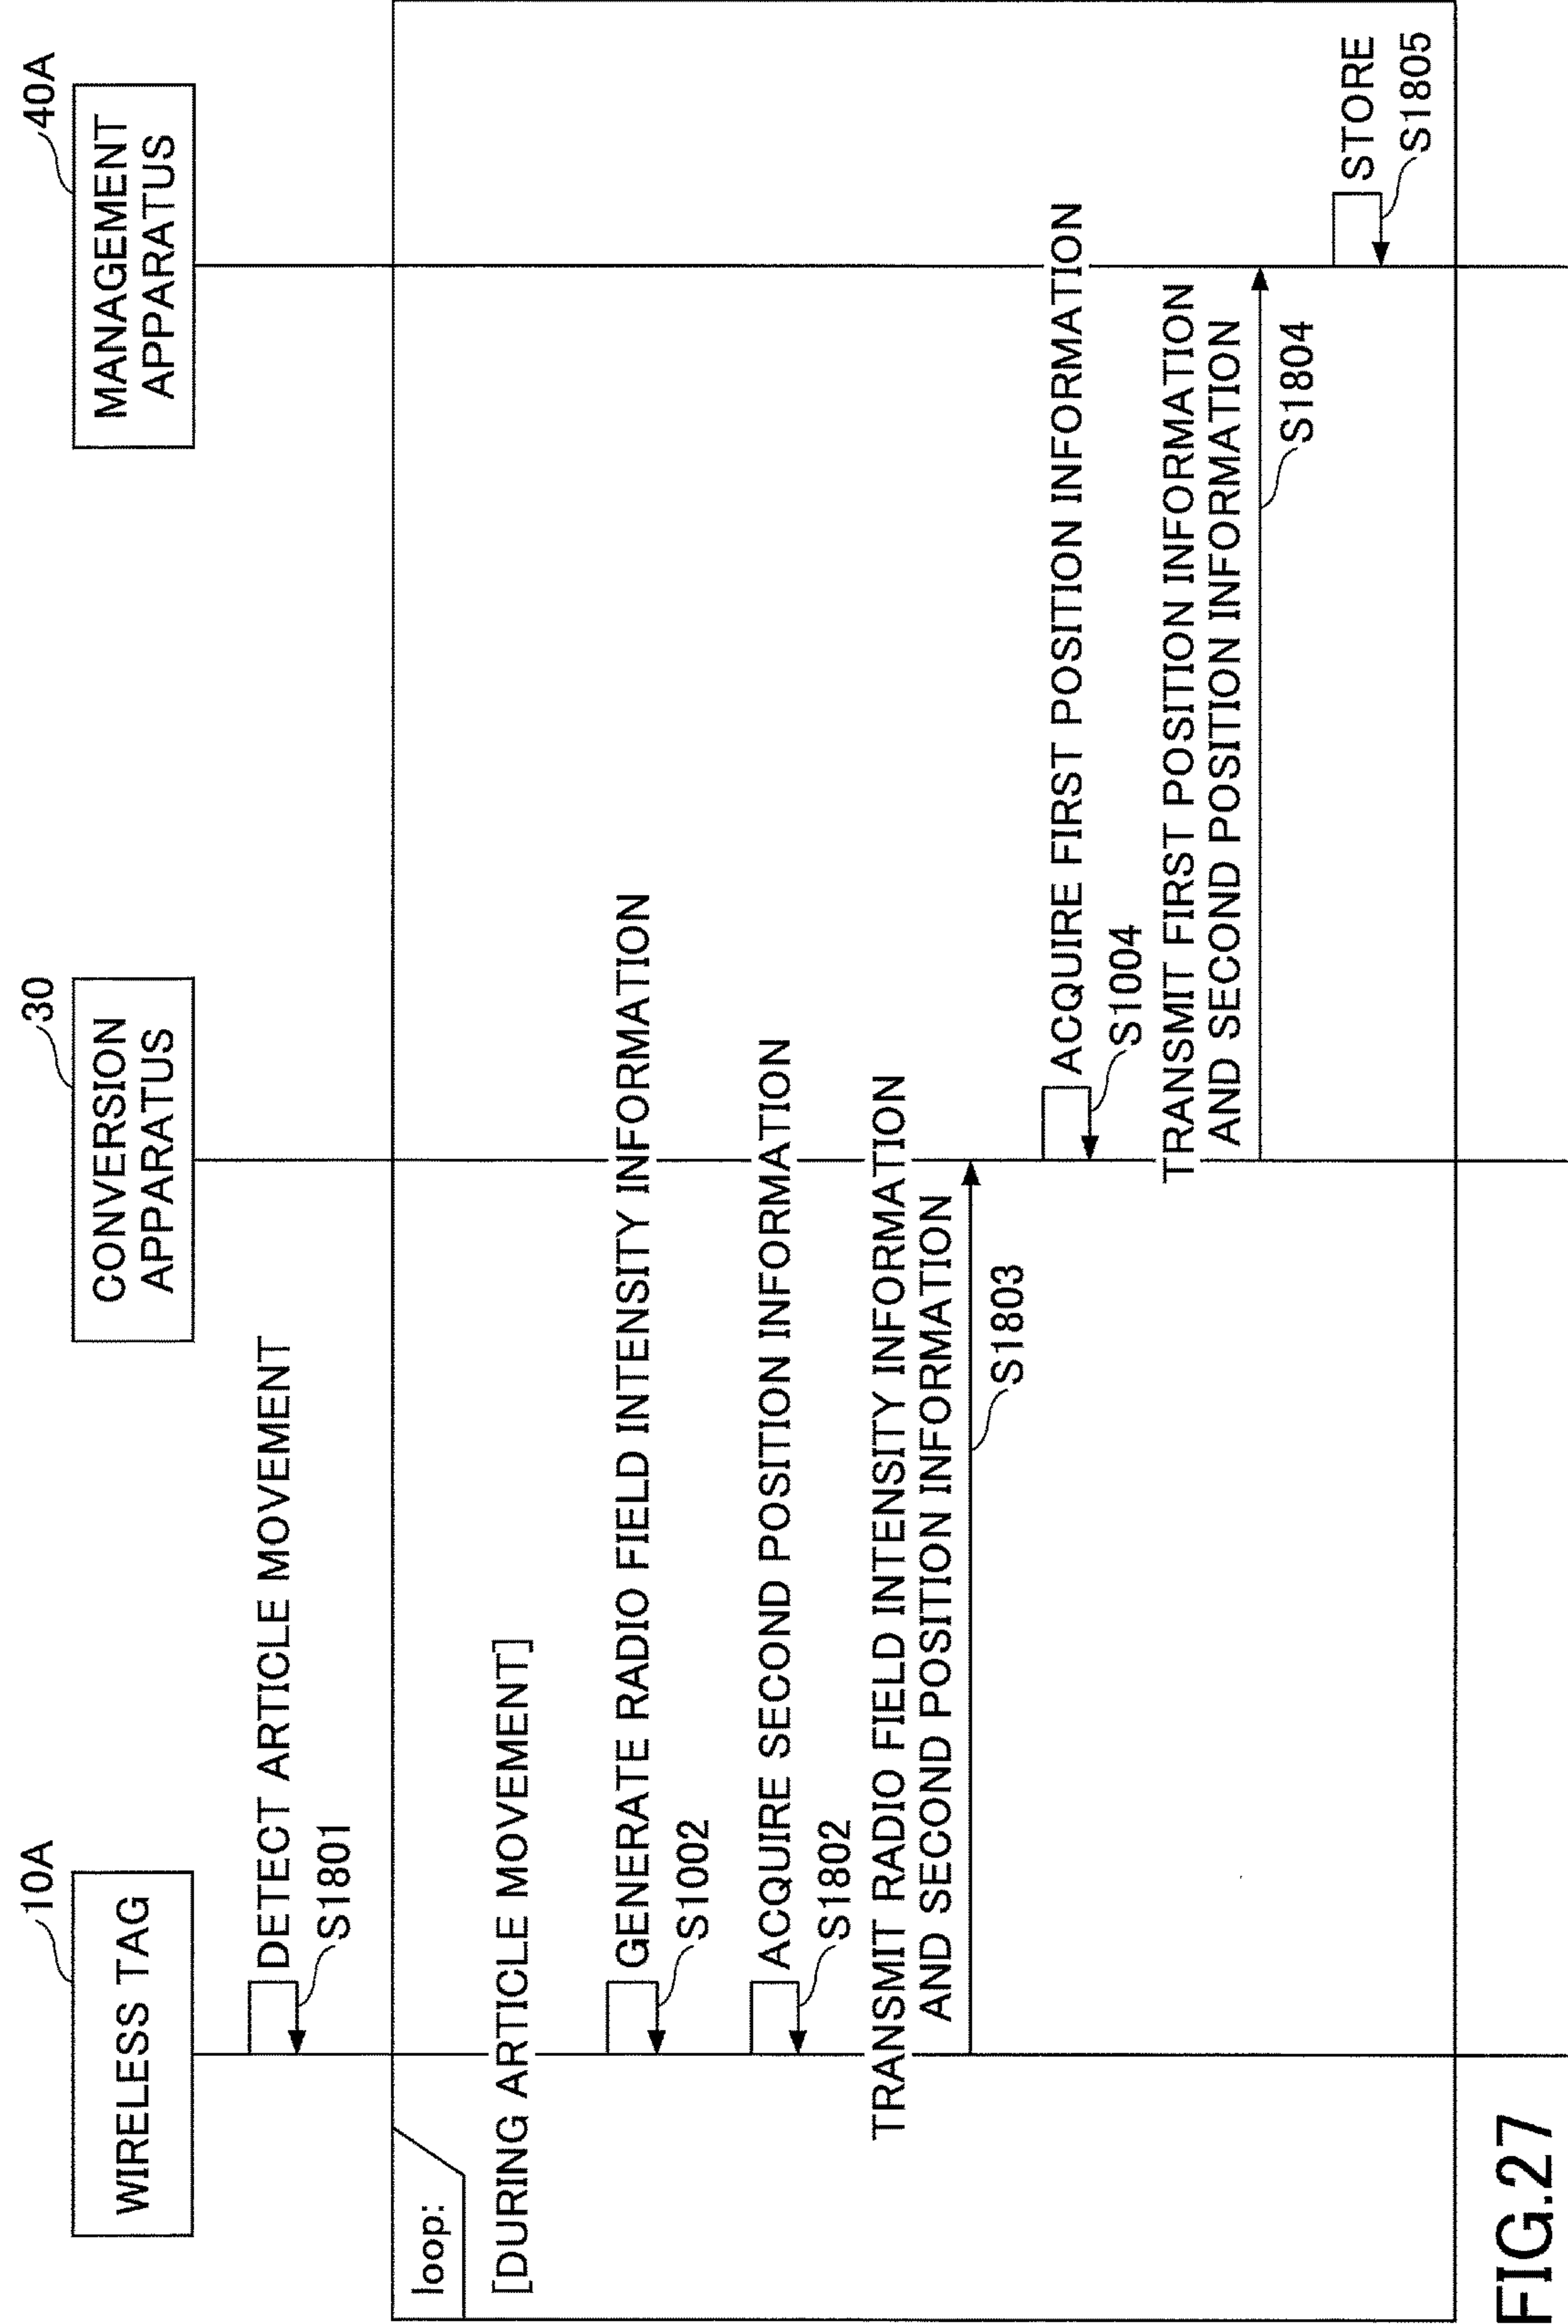 10A
WIRELESS TAG
30
CONVERSION
APPARATUS
40A
MANAGEMENT
APPARATUS
DETECT ARTICLE MOVEMENT
S1801
loop:
[DURING ARTICLE MOVEMENT]
GENERATE RADIO FIELD INTENSITY INFORMATION
S1002
ACQUIRE SECOND POSITION INFORMATION
S1802
TRANSMIT RADIO FIELD INTENSITY INFORMATION
AND SECOND POSITION INFORMATION
S1803
ACQUIRE FIRST POSITION INFORMATION
S1004
TRANSMIT FIRST POSITION INFORMATION
AND SECOND POSITION INFORMATION
S1804
STORE
S1805
FIG.27